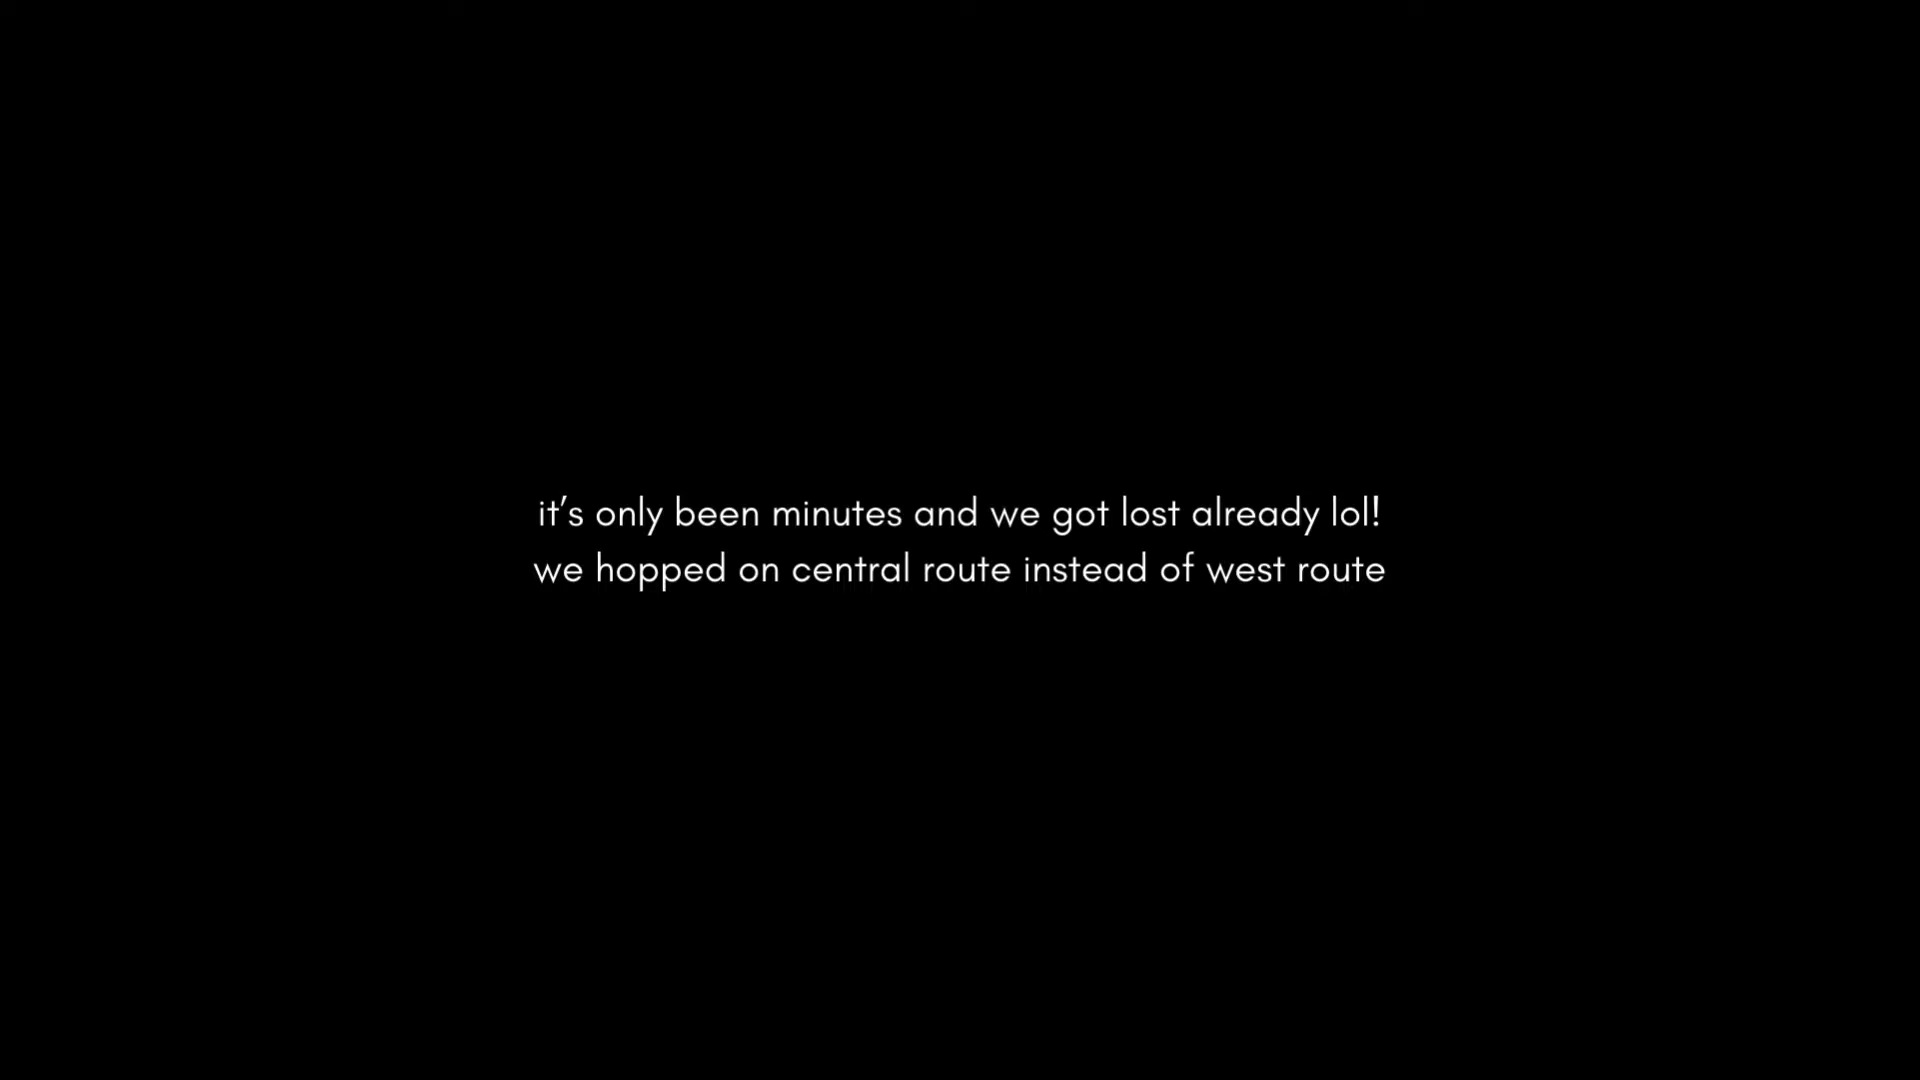 it's only been minutes and we got lost already lol!
we hopped on central route instead of west route